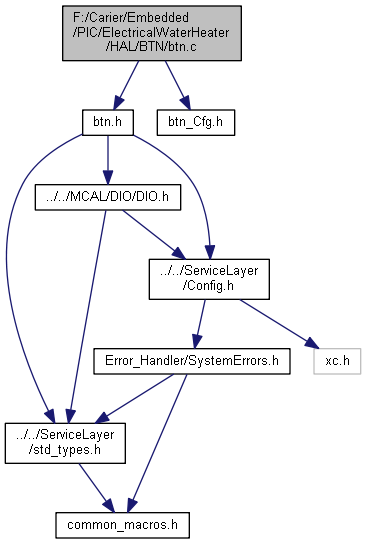 F:/Carier/Embedded
/PIC/ElectricalWaterHeater
/HAL/BTN/btn.c
btn.h
btn_Cfg.h
../../MCAL/DIO/DIO.h
../../ServiceLayer
/Config.h
Error_Handler/SystemErrors.h
xc.h
../../ServiceLayer
/std_types.h
common_macros.h